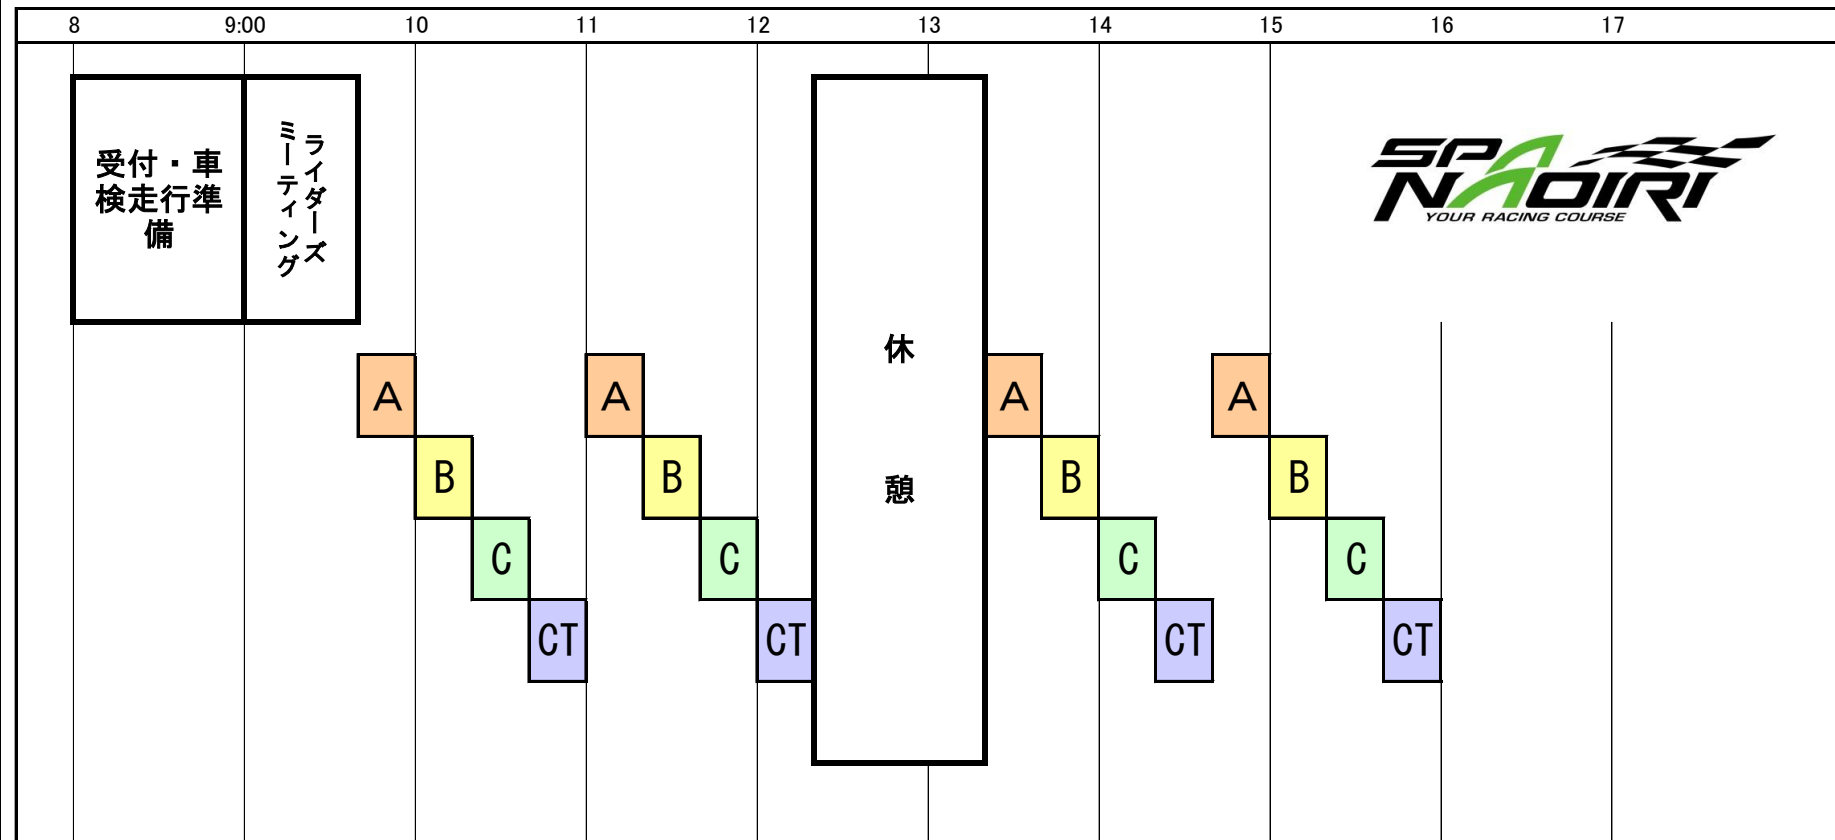 8 9:00 10 11 12 13 14 15 16 17
受付・車
検走行準
備
ライダーズ
ミーティング
SPA
NAOIRI
YOUR RACING COURSE
休
憩
A A A A
B B B B
C C C C
CT CT CT CT